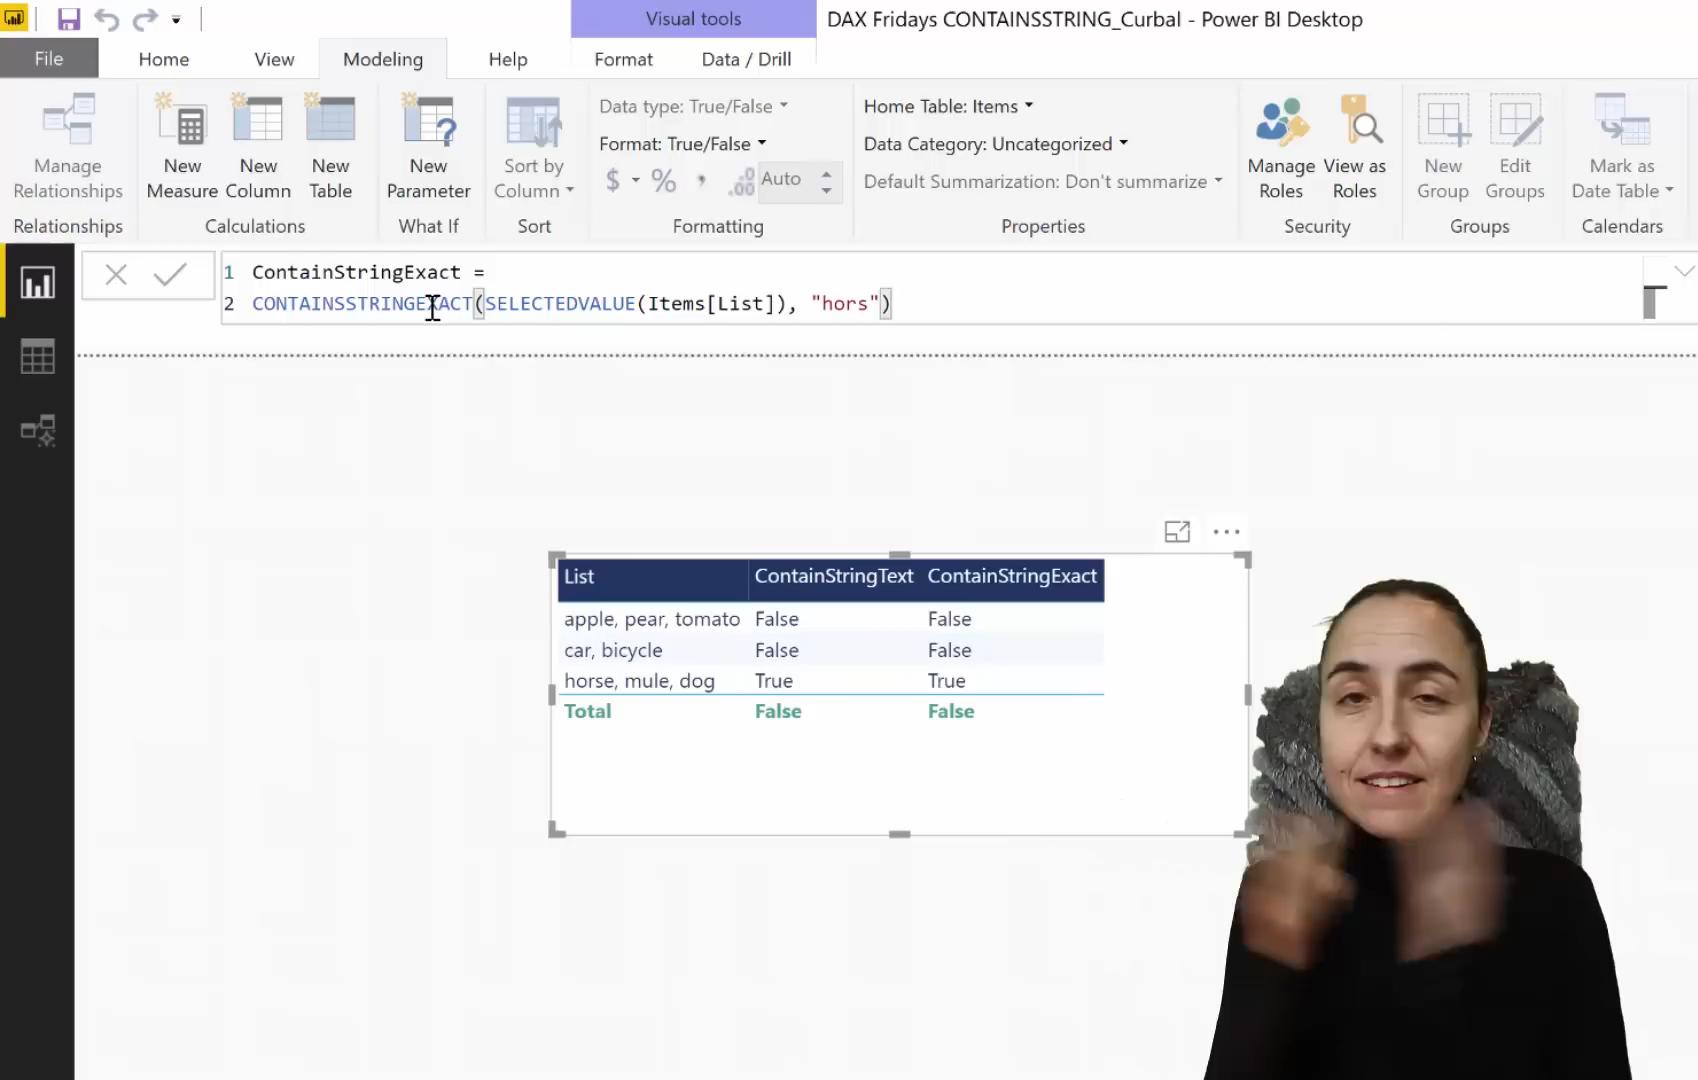 Visual tools
DAX Fridays CONTAINSSTRING_Curbal - Power BI Desktop
File
Home
View
Modeling
Help
Format
Data / Drill
Manage
Relationships
New
Measure
New
Column
New
Table
New
Parameter
Sort by
Column
Data type: True/False
Format: True/False
$ % , .00 Auto
Home Table: Items
Data Category: Uncategorized
Default Summarization: Don't summarize
Manage
Roles
View as
Roles
New
Group
Edit
Groups
Mark as
Date Table
Relationships
Calculations
What If
Sort
Formatting
Properties
Security
Groups
Calendars
1 ContainStringExact =
2 CONTAINSSTRINGEXACT(SELECTEDVALUE(Items[List]), "hors")
List ContainStringText ContainStringExact
apple, pear, tomato False False
car, bicycle False False
horse, mule, dog True True
Total False False